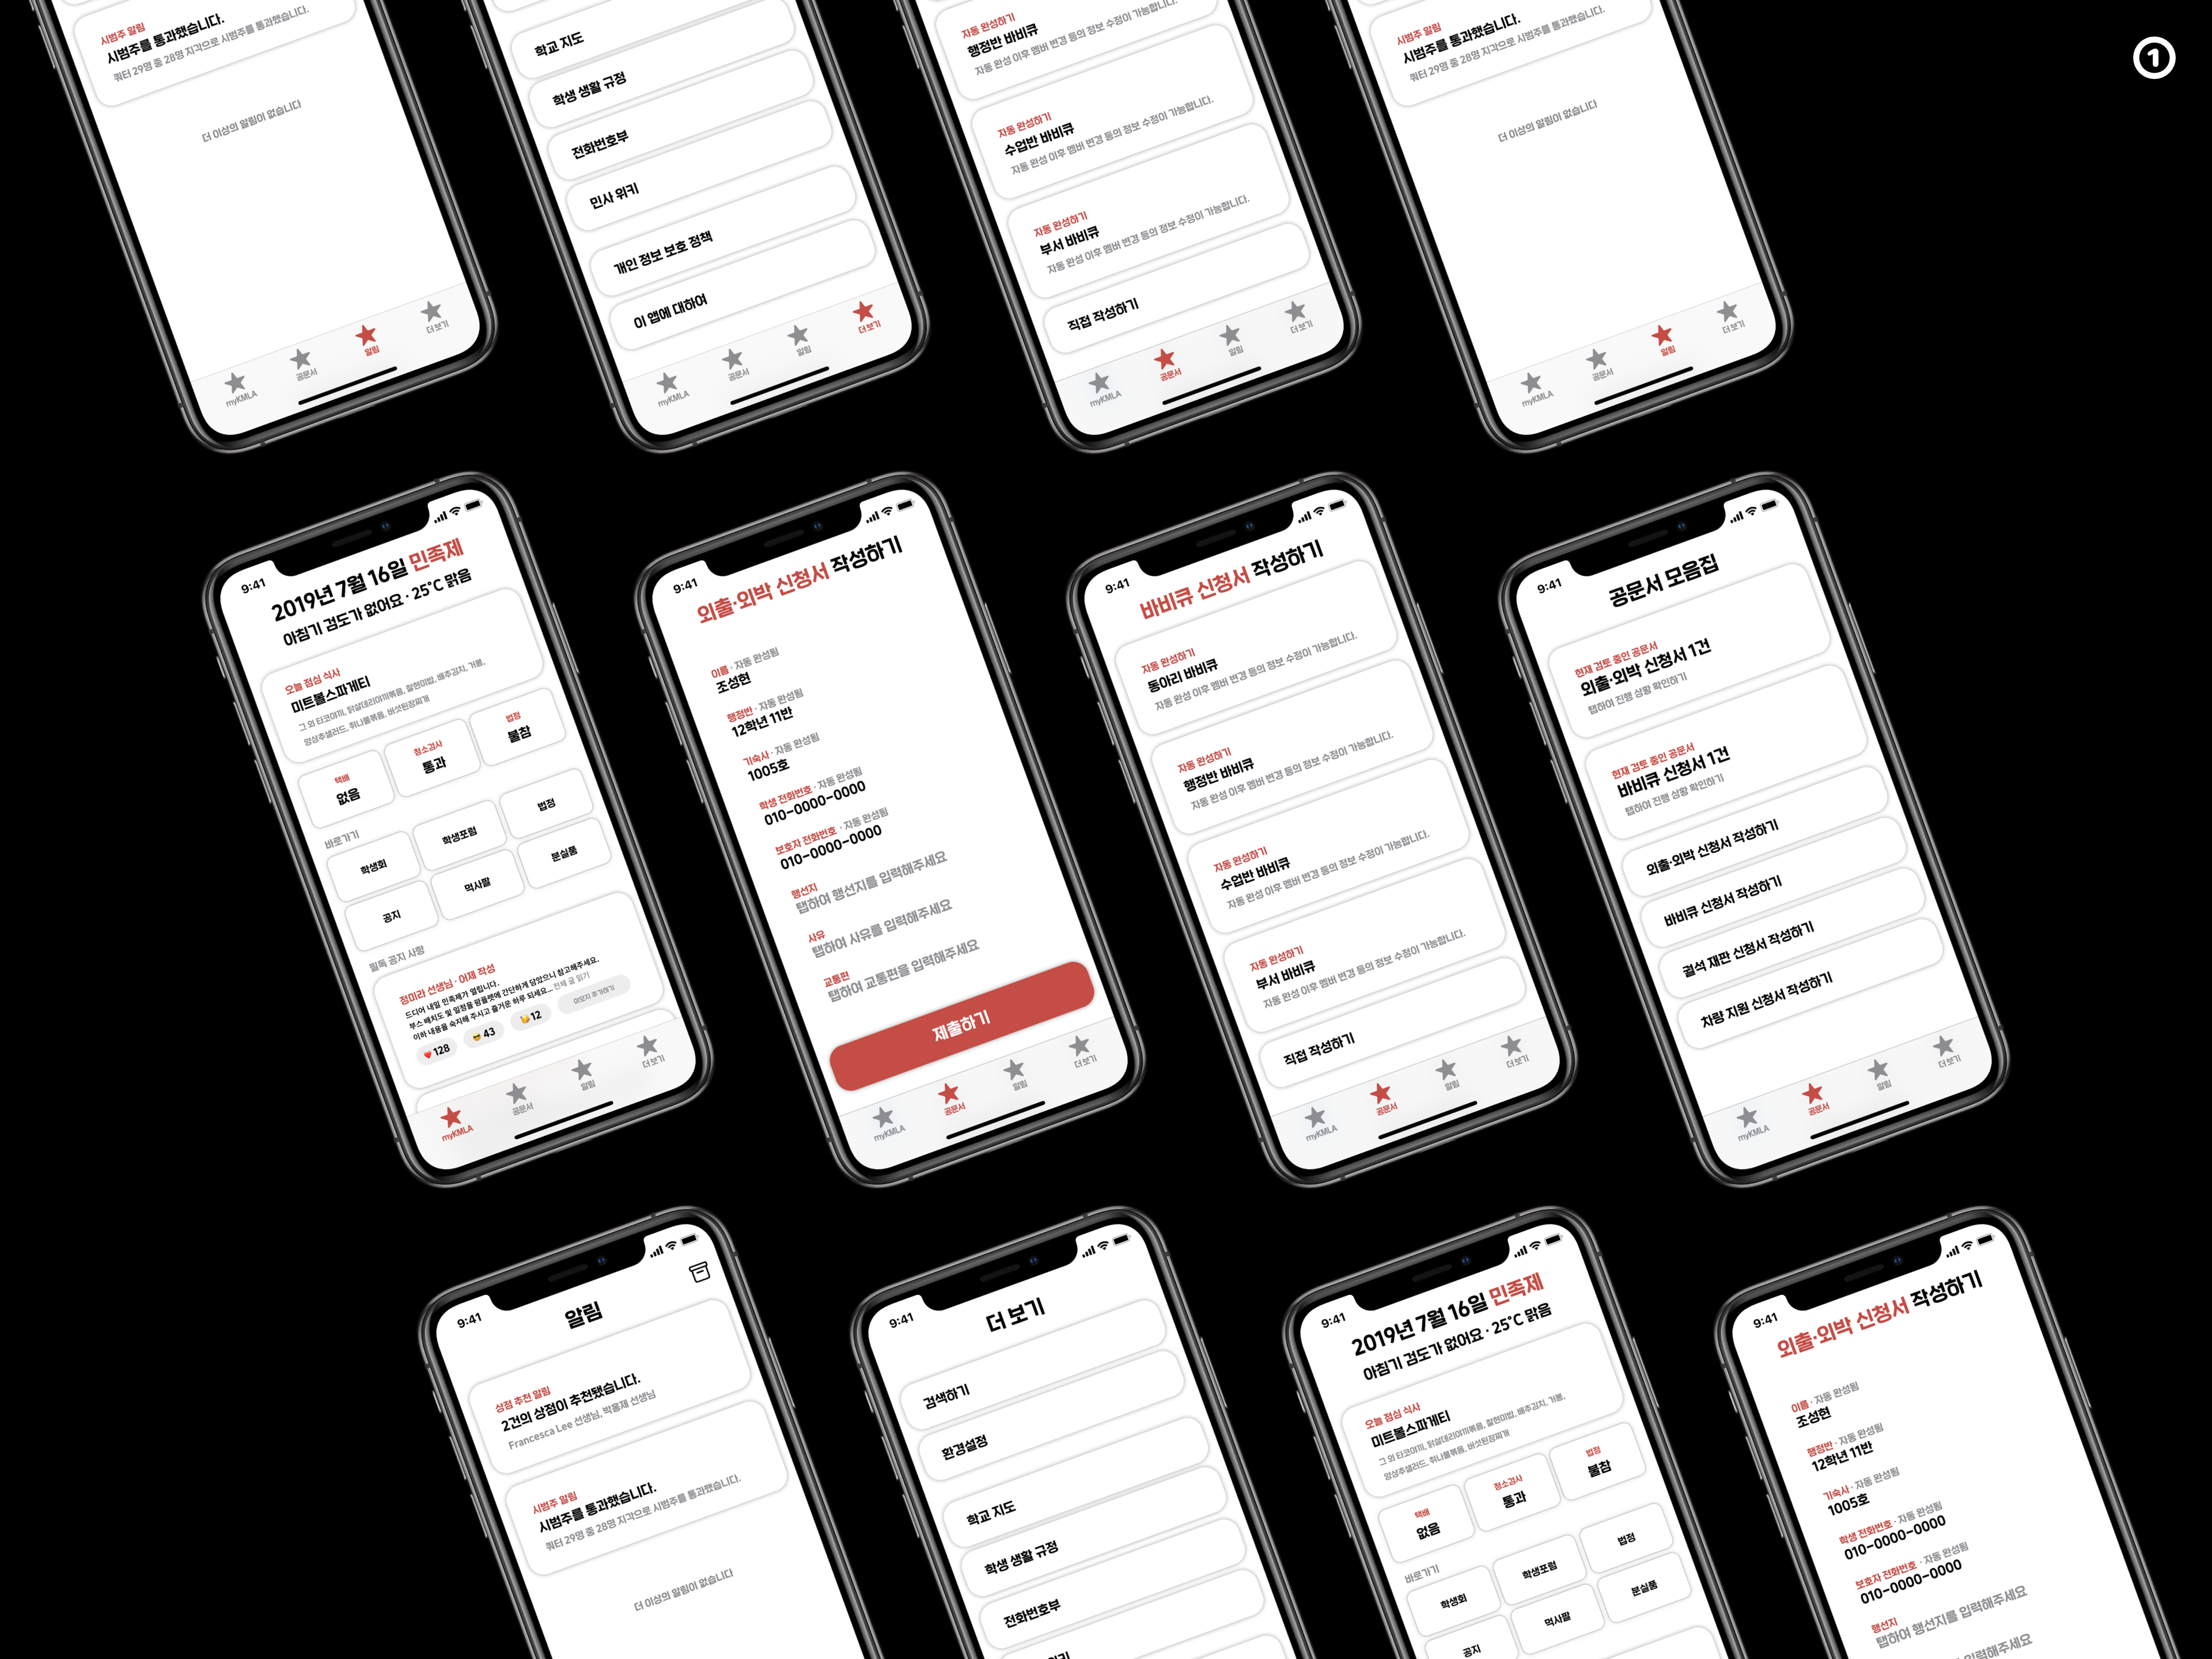 시범주 알림
시범주를 통과했습니다.
쿼터 29명 중 28명 지각으로 시범주를 통과했습니다.
더 이상의 알림이 없습니다
myKMLA
공문서
알림
더 보기
학교 지도
학생 생활 규정
전화번호부
민사 위키
개인 정보 보호 정책
이 앱에 대하여
myKMLA
공문서
알림
더 보기
자동 완성하기
행정반 바비큐
자동 완성 이후 멤버 변경 등의 정보 수정이 가능합니다.
자동 완성하기
수업반 바비큐
자동 완성 이후 멤버 변경 등의 정보 수정이 가능합니다.
자동 완성하기
부서 바비큐
자동 완성 이후 멤버 변경 등의 정보 수정이 가능합니다.
직접 작성하기
myKMLA
공문서
알림
더 보기
시범주 알림
시범주를 통과했습니다.
쿼터 29명 중 28명 지각으로 시범주를 통과했습니다.
더 이상의 알림이 없습니다
myKMLA
공문서
알림
더 보기
1
9:41
2019년 7월 16일 민족제
아침기 검도가 없어요 · 25°C 맑음
오늘 점심 식사
미트볼스파게티
그 외 타코야끼, 닭살데리야끼볶음, 찰현미밥, 배추김치, 거봉,
양상추샐러드, 취나물볶음, 버섯된장찌개
택배
없음
청소검사
통과
법정
불참
바로가기
학생회
학생포럼
법정
공지
먹사팔
분실품
필독 공지 사항
정미라 선생님 · 어제 작성
드디어 내일 민족제가 열립니다.
부스 배치도 및 일정을 팜플렛에 간단하게 담았으니 참고해주세요.
이하 내용을 숙지해 주시고 즐거운 하루 되세요... 전체 글 읽기
❤️ 128
😎 43
🥳 12
이모지 추가하기
myKMLA
공문서
알림
더 보기
9:41
외출·외박 신청서 작성하기
이름 · 자동 완성됨
조성현
행정반 · 자동 완성됨
12학년 11반
기숙사 · 자동 완성됨
1005호
학생 전화번호 · 자동 완성됨
010-0000-0000
보호자 전화번호 · 자동 완성됨
010-0000-0000
행선지
탭하여 행선지를 입력해주세요
사유
탭하여 사유를 입력해주세요
교통편
탭하여 교통편을 입력해주세요
제출하기
myKMLA
공문서
알림
더 보기
9:41
바비큐 신청서 작성하기
자동 완성하기
동아리 바비큐
자동 완성 이후 멤버 변경 등의 정보 수정이 가능합니다.
자동 완성하기
행정반 바비큐
자동 완성 이후 멤버 변경 등의 정보 수정이 가능합니다.
자동 완성하기
수업반 바비큐
자동 완성 이후 멤버 변경 등의 정보 수정이 가능합니다.
자동 완성하기
부서 바비큐
자동 완성 이후 멤버 변경 등의 정보 수정이 가능합니다.
직접 작성하기
myKMLA
공문서
알림
더 보기
9:41
공문서 모음집
현재 검토 중인 공문서
외출·외박 신청서 1건
탭하여 진행 상황 확인하기
현재 검토 중인 공문서
바비큐 신청서 1건
탭하여 진행 상황 확인하기
외출·외박 신청서 작성하기
바비큐 신청서 작성하기
결석 재판 신청서 작성하기
차량 지원 신청서 작성하기
myKMLA
공문서
알림
더 보기
9:41
알림
상점 추천 알림
2건의 상점이 추천됐습니다.
Francesca Lee 선생님, 박홍제 선생님
시범주 알림
시범주를 통과했습니다.
쿼터 29명 중 28명 지각으로 시범주를 통과했습니다.
더 이상의 알림이 없습니다
9:41
더 보기
검색하기
환경설정
학교 지도
학생 생활 규정
전화번호부
9:41
2019년 7월 16일 민족제
아침기 검도가 없어요 · 25°C 맑음
오늘 점심 식사
미트볼스파게티
그 외 타코야끼, 닭살데리야끼볶음, 찰현미밥, 배추김치, 거봉,
양상추샐러드, 취나물볶음, 버섯된장찌개
택배
없음
청소검사
통과
법정
불참
바로가기
학생회
학생포럼
법정
공지
먹사팔
분실품
9:41
외출·외박 신청서 작성하기
이름 · 자동 완성됨
조성현
행정반 · 자동 완성됨
12학년 11반
기숙사 · 자동 완성됨
1005호
학생 전화번호 · 자동 완성됨
010-0000-0000
보호자 전화번호 · 자동 완성됨
010-0000-0000
행선지
탭하여 행선지를 입력해주세요
입력해주세요